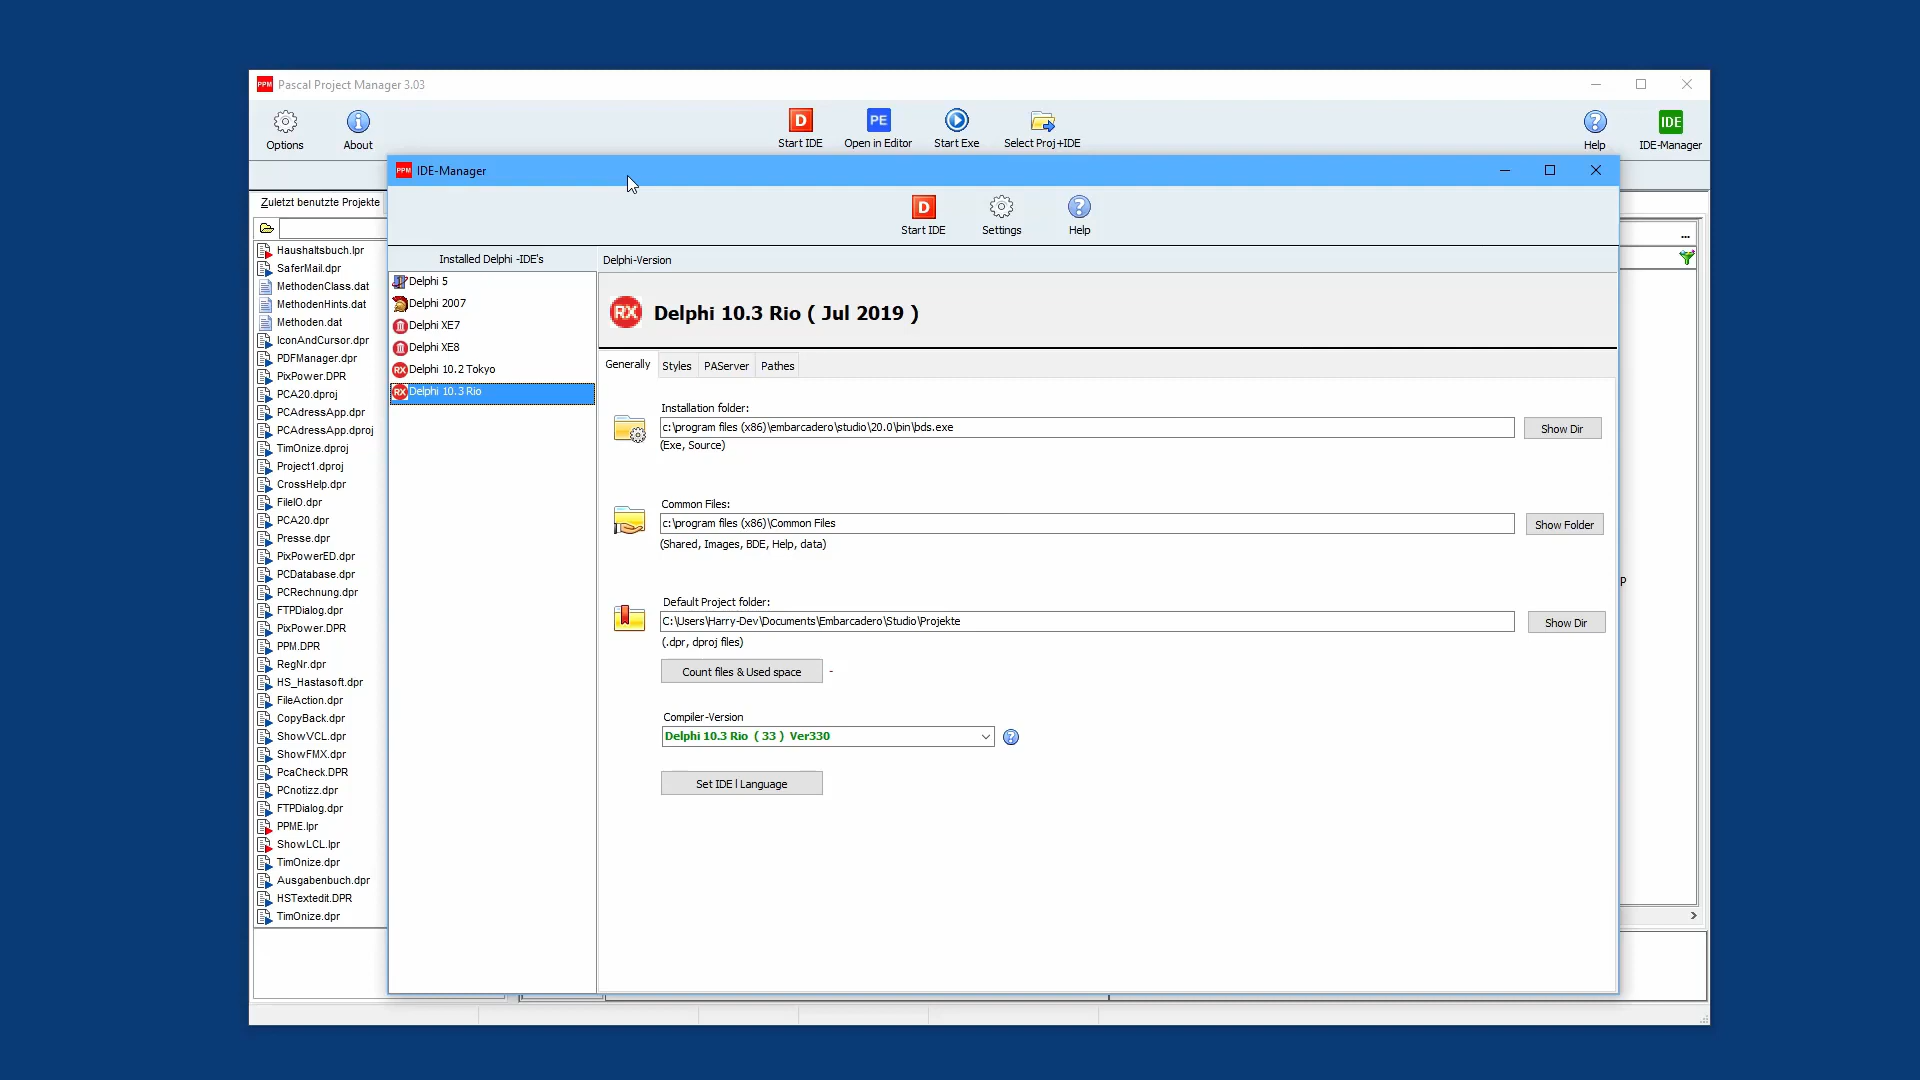 PPM Pascal Project Manager 3.03
Options
About
D
Start IDE
PE
Open in Editor
Start Exe
Select Proj+IDE
Help
IDE
IDE-Manager
PPM IDE-Manager
D
Start IDE
Settings
Help
Zuletzt benutzte Projekte
...
Haushaltsbuch.lpr
SaferMail.dpr
MethodenClass.dat
MethodenHints.dat
Methoden.dat
IconAndCursor.dpr
PDFManager.dpr
PixPower.DPR
PCA20.dproj
PCAdressApp.dpr
PCAdressApp.dproj
TimOnize.dproj
Project1.dproj
CrossHelp.dpr
FileIO.dpr
PCA20.dpr
Presse.dpr
PixPowerED.dpr
PCDatabase.dpr
PCRechnung.dpr
FTPDialog.dpr
PixPower.DPR
PPM.DPR
RegNr.dpr
HS_Hastasoft.dpr
FileAction.dpr
CopyBack.dpr
ShowVCL.dpr
ShowFMX.dpr
PcaCheck.DPR
PCnotizz.dpr
FTPDialog.dpr
PPME.lpr
ShowLCL.lpr
TimOnize.dpr
Ausgabenbuch.dpr
HSTextedit.DPR
TimOnize.dpr
Installed Delphi -IDE's
Delphi 5
Delphi 2007
Delphi XE7
Delphi XE8
RX Delphi 10.2 Tokyo
RX Delphi 10.3 Rio
Delphi-Version
RX Delphi 10.3 Rio ( Jul 2019 )
Generally Styles PAServer Pathes
Installation folder:
c:\program files (x86)\embarcadero\studio\20.0\bin\bds.exe
Show Dir
(Exe, Source)
Common Files:
c:\program files (x86)\Common Files
Show Folder
(Shared, Images, BDE, Help, data)
Default Project folder:
C:\Users\Harry-Dev\Documents\Embarcadero\Studio\Projekte
Show Dir
(.dpr, dproj files)
Count files & Used space -
Compiler-Version
Delphi 10.3 Rio ( 33 ) Ver330
Set IDE | Language
p